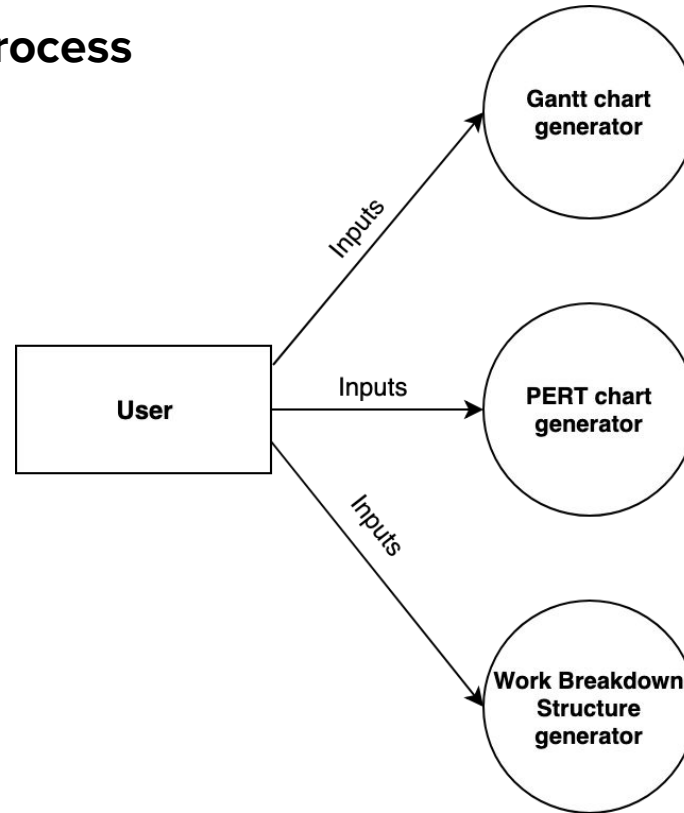 rocess
Gantt chart
generator
Inputs
User
Inputs
PERT chart
generator
Inputs
Work Breakdown
Structure
generator